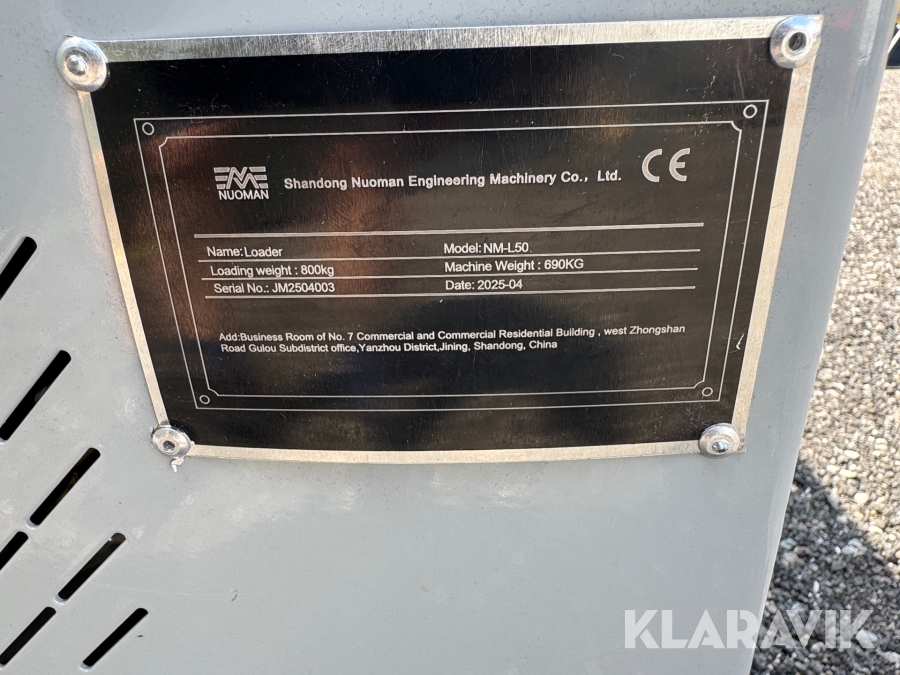 NUOMAN
Shandong Nuoman Engineering Machinery Co., Ltd.
CE
Name:Loader
Model:NM-L50
Loading weight : 800kg
Machine Weight : 690KG
Serial No.: JM2504003
Date: 2025-04
Add:Business Room of No. 7 Commercial and Commercial Residential Building , west Zhongshan
Road Gulou Subdistrict office,Yanzhou District,Jining, Shandong, China
KLARAVIK